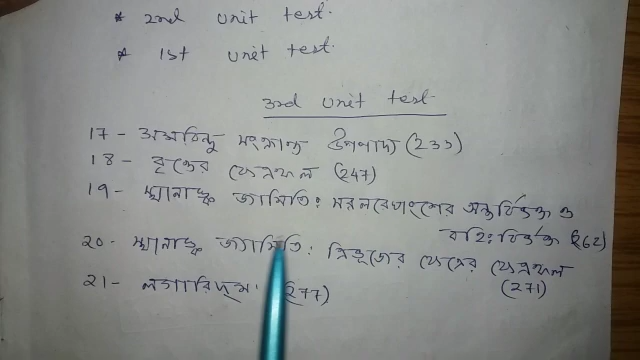 * 2nd unit test.
* 1st unit test.
3rd unit test.
17 - সমবিন্দু সংক্রান্ত উপপাদ্য (233)
18 - বৃত্তের ক্ষেত্রফল (247)
19 - স্থানাঙ্ক জ্যামিতি: সরলরেখাংশের অন্তর্বিভক্ত ও
বহি:বির্ভক্ত (262)
20 - স্থানাঙ্ক জ্যামিতি: ত্রিভুজের ক্ষেত্রের ক্ষেত্রফল
(271)
21 - লগারিদম. (277)